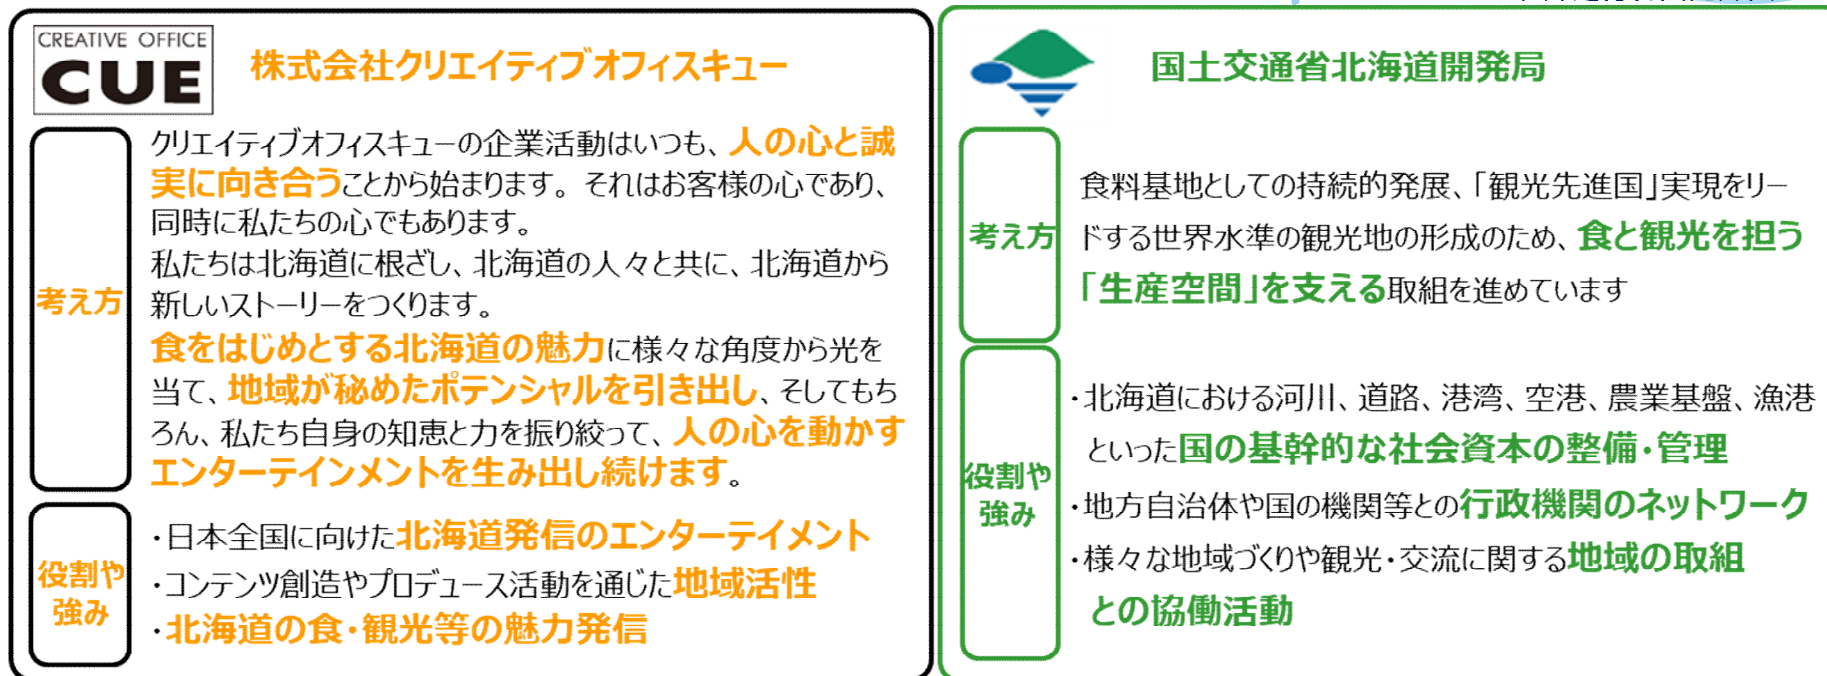 CREATIVE OFFICE
CUE
株式会社クリエイティブオフィスキュー
考え方
クリエイティブオフィスキューの企業活動はいつも、人の心と誠
実に向き合うことから始まります。それはお客様の心であり、
同時に私たちの心でもあります。
私たちは北海道に根ざし、北海道の人々と共に、北海道から
新しいストーリーをつくります。
食をはじめとする北海道の魅力に様々な角度から光を
当て、地域が秘めたポテンシャルを引き出し、そしてもち
ろん、私たち自身の知恵と力を振り絞って、人の心を動かす
エンターテインメントを生み出し続けます。
役割や
強み
・日本全国に向けた北海道発信のエンターテイメント
・コンテンツ創造やプロデュース活動を通じた地域活性
・北海道の食・観光等の魅力発信
国土交通省北海道開発局
考え方
食料基地としての持続的発展、「観光先進国」実現をリー
ドする世界水準の観光地の形成のため、食と観光を担う
「生産空間」を支える取組を進めています
役割や
強み
・北海道における河川、道路、港湾、空港、農業基盤、漁港
といった国の基幹的な社会資本の整備・管理
・地方自治体や国の機関等との行政機関のネットワーク
・様々な地域づくりや観光・交流に関する地域の取組
との協働活動